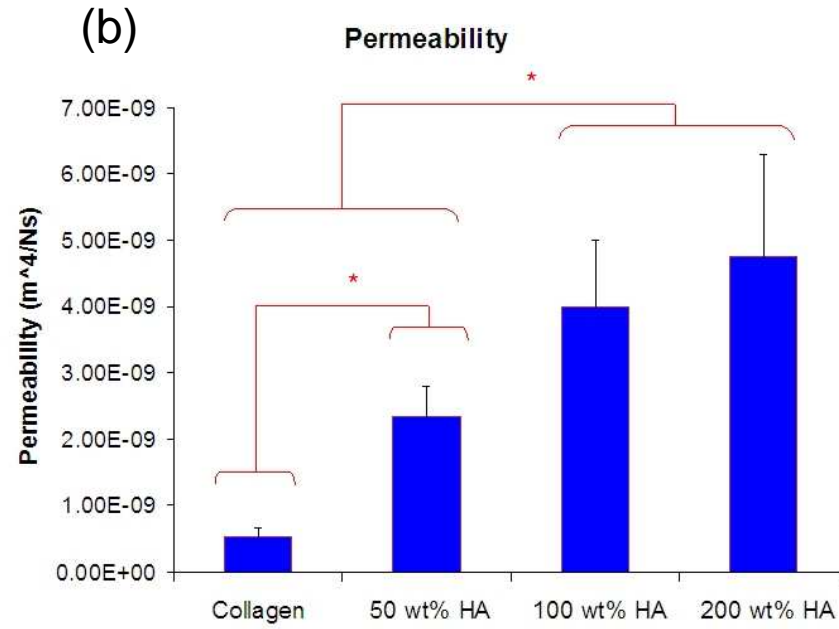 (b)
Permeability
*
7.00E-09
6.00E-09
5.00E-09
*
4.00E-09
3.00E-09
2.00E-09
1.00E-09
0.00E+00
Permeability (m^4/Ns)
Collagen 50 wt% HA 100 wt% HA 200 wt% HA